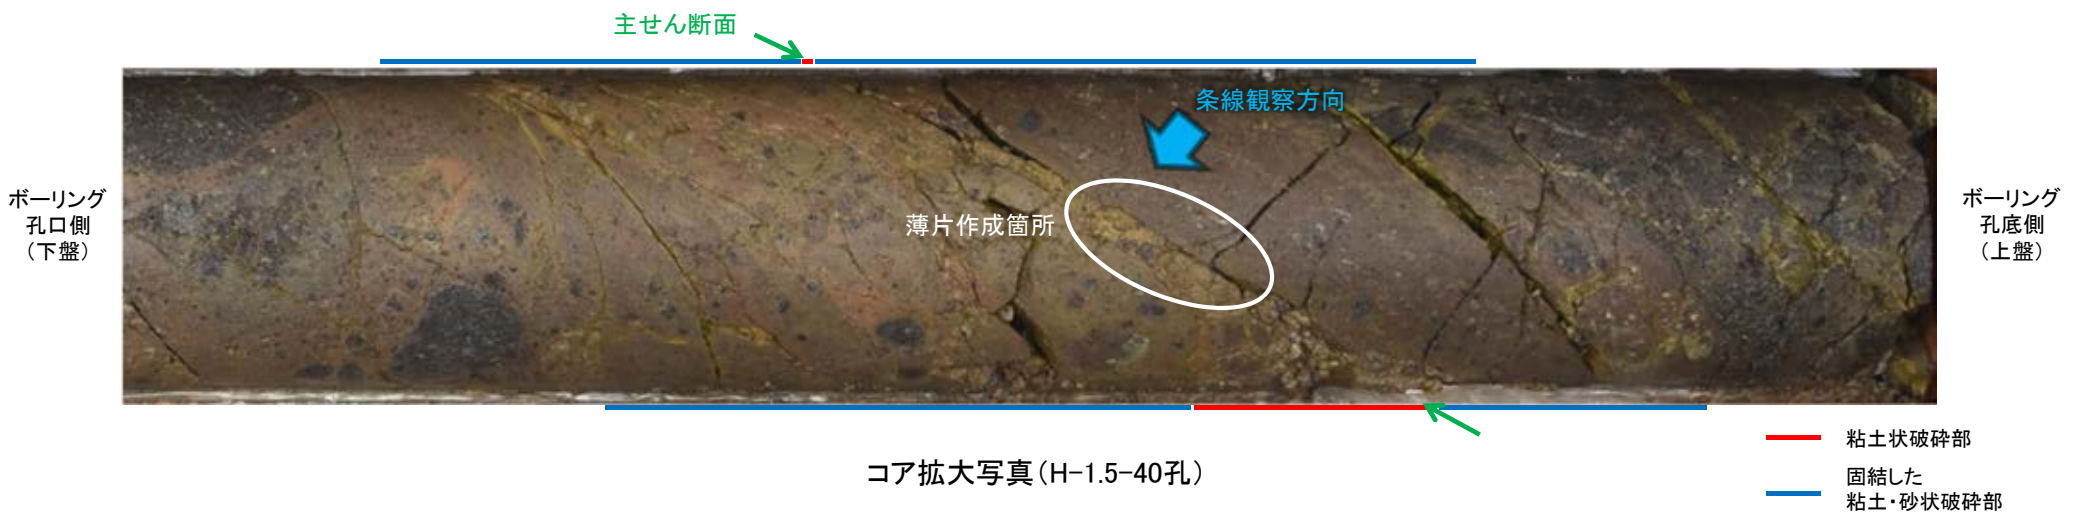 主せん断面
条線観察方向
ボーリング
孔口側
（下盤）
薄片作成箇所
ボーリング
孔底側
（上盤）
コア拡大写真（H-1.5-40孔）
粘土状破砕部
固結した
粘土・砂状破砕部